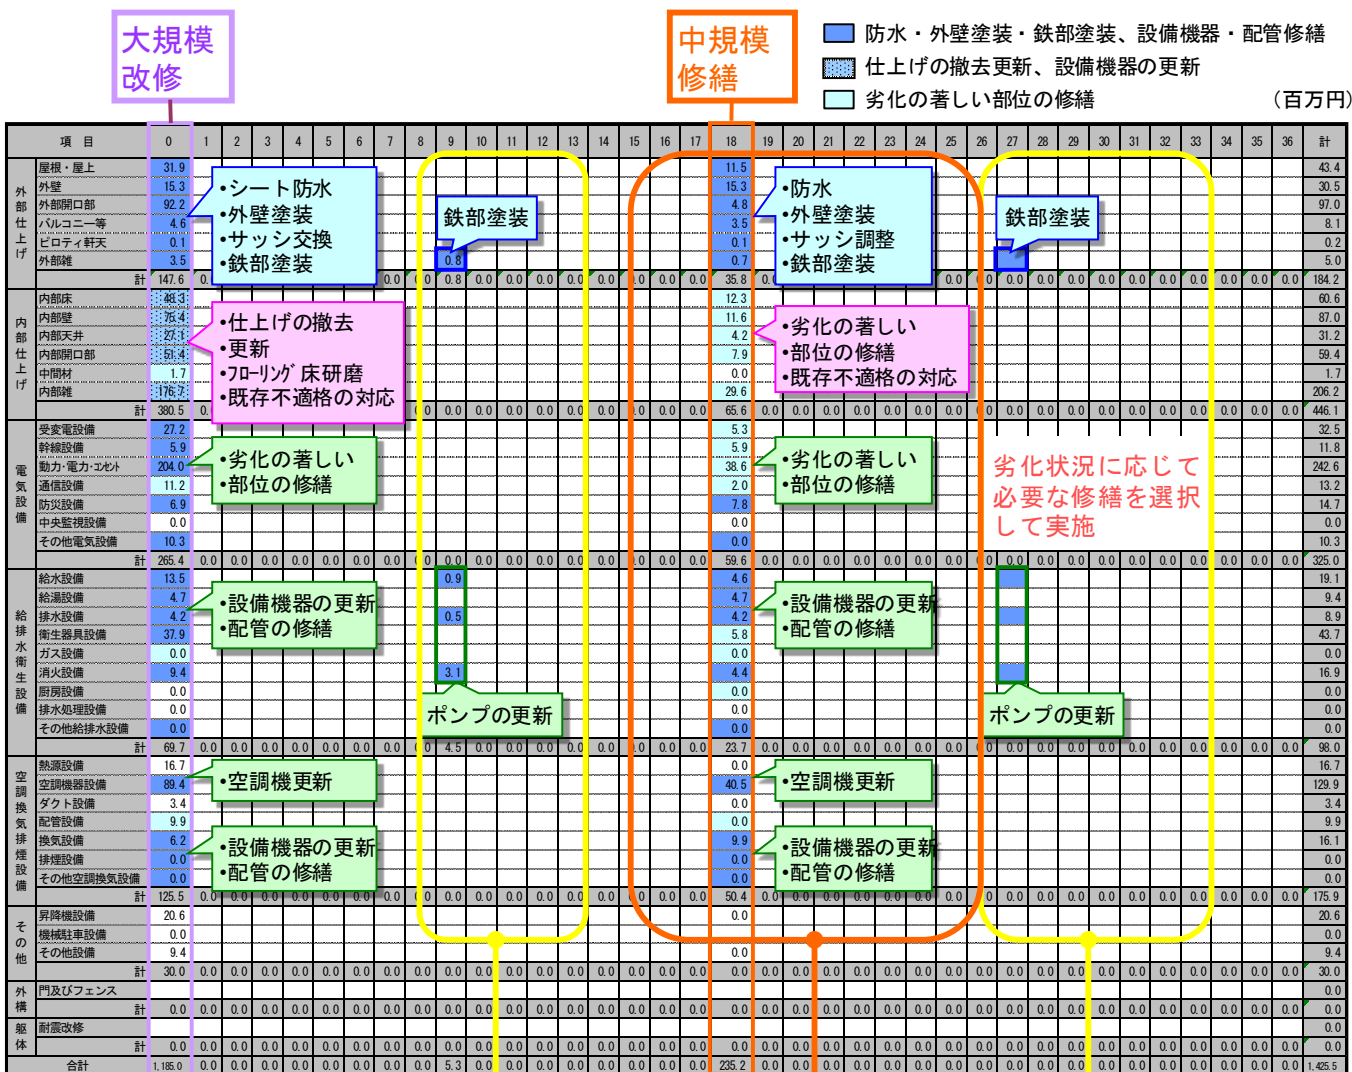 大規模
改修
中規模
修繕
防水・外壁塗装・鉄部塗装、設備機器・配管修繕
仕上げの撤去更新、設備機器の更新
劣化の著しい部位の修繕
（百万円）
項 目 0 1 2 3 4 5 6 7 8 9 10 11 12 13 14 15 16 17 18 19 20 21 22 23 24 25 26 27 28 29 30 31 32 33 34 35 36 計
外部仕上げ
屋根・屋上 31.9 11.5 43.4
外壁 15.3 15.3 30.5
外部開口部 92.2 4.8 97.0
バルコニー等 4.6 3.5 8.1
ピロティ軒天 0.1 0.1 0.2
外部雑 3.5 0.8 0.7 5.0
計 147.6 0.8 35.8 184.2
・シート防水
・外壁塗装
・サッシ交換
・鉄部塗装
鉄部塗装
・防水
・外壁塗装
・サッシ調整
・鉄部塗装
鉄部塗装
内部仕上げ
内部床 48.3 12.3 60.6
内部壁 75.4 11.6 87.0
内部天井 27.1 4.2 31.2
内部開口部 51.4 7.9 59.4
中間材 1.7 0.0 1.7
内部雑 176.7 29.6 206.2
計 380.5 65.6 446.1
・仕上げの撤去
・更新
・フローリング床研磨
・既存不適格の対応
・劣化の著しい
・部位の修繕
・既存不適格の対応
電気設備
受変電設備 27.2 5.3 32.5
幹線設備 5.9 5.9 11.8
動力・電力・コンセント 204.0 38.6 242.6
通信設備 11.2 2.0 13.2
防災設備 6.9 7.8 14.7
中央監視設備 0.0 0.0 0.0
その他電気設備 10.3 0.0 10.3
計 265.4 59.6 325.0
・劣化の著しい
・部位の修繕
・劣化の著しい
・部位の修繕
劣化状況に応じて
必要な修繕を選択
して実施
給排水衛生設備
給水設備 13.5 0.9 4.6 19.1
給湯設備 4.7 4.7 9.4
排水設備 4.2 0.5 4.2 8.9
衛生器具設備 37.9 5.8 43.7
ガス設備 0.0 0.0 0.0
消火設備 9.4 3.1 4.4 16.9
厨房設備 0.0 0.0 0.0
排水処理設備 0.0 0.0 0.0
その他給排水設備 0.0 0.0 0.0
計 69.7 4.5 23.7 98.0
・設備機器の更新
・配管の修繕
ポンプの更新
・設備機器の更新
・配管の修繕
ポンプの更新
空調換気排煙設備
熱源設備 16.7 0.0 16.7
空調機器設備 89.4 40.5 129.9
ダクト設備 3.4 0.0 3.4
配管設備 9.9 0.0 9.9
換気設備 6.2 9.9 16.1
排煙設備 0.0 0.0 0.0
その他空調換気設備 0.0 0.0 0.0
計 125.5 50.4 175.9
・空調機更新
・設備機器の更新
・配管の修繕
・空調機更新
・設備機器の更新
・配管の修繕
その他
昇降機設備 20.6 0.0 20.6
機械駐車設備 0.0 0.0
その他設備 9.4 0.0 9.4
計 30.0 0.0 30.0
外構
門及びフェンス 0.0
計 0.0 0.0 0.0
躯体
耐震改修 0.0
計 0.0 0.0 0.0
合計 1,185.0 5.3 235.2 1,425.5